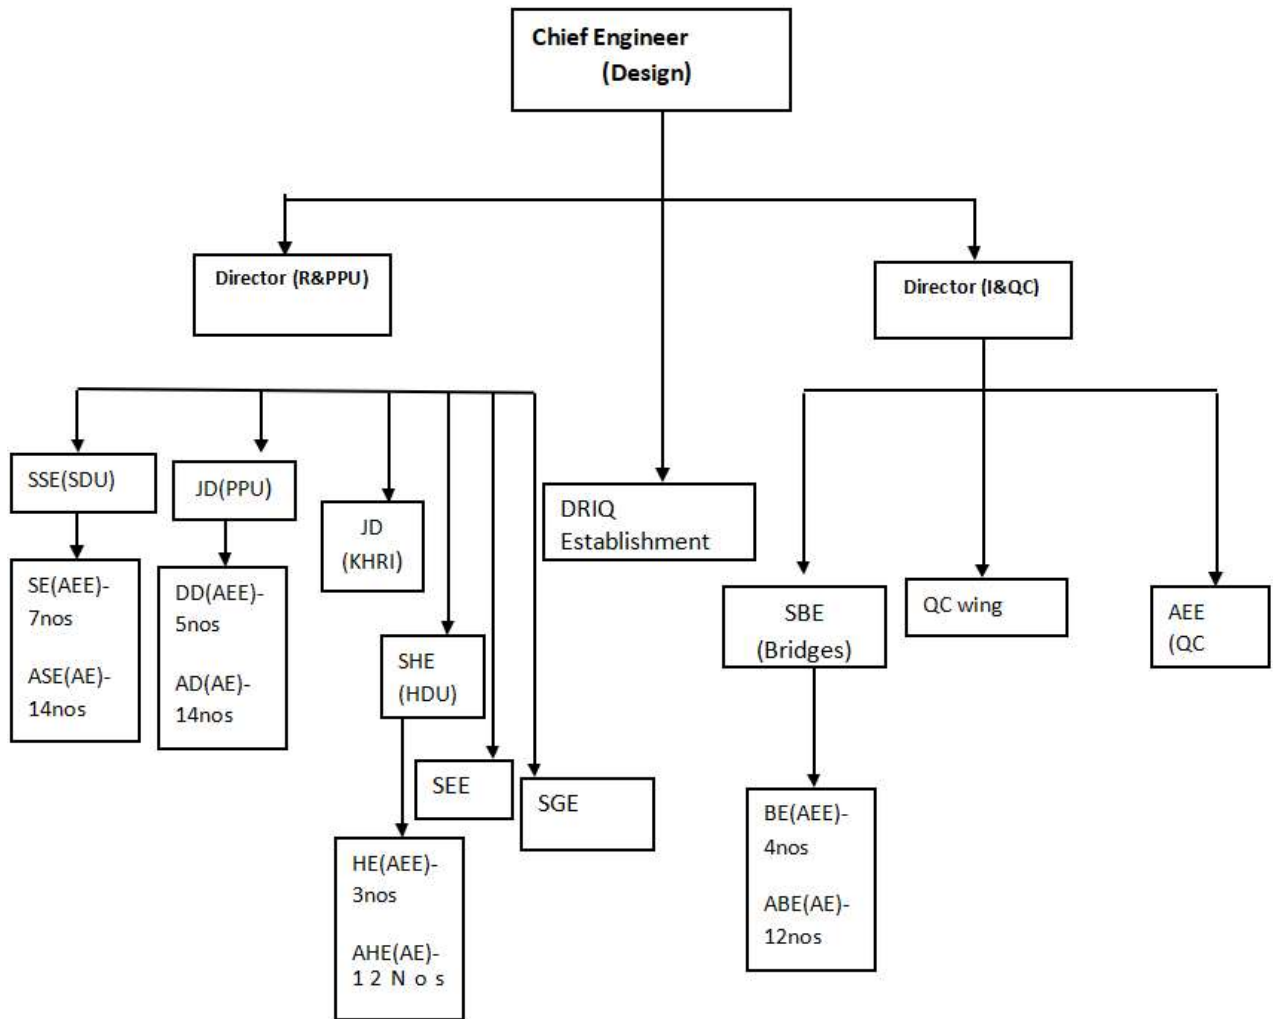 Chief Engineer
(Design)
Director (R&PPU)
Director (I&QC)
SSE(SDU)
JD(PPU)
JD
(KHRI)
DRIQ
Establishment
SE(AEE)-
7nos
ASE(AE)-
14nos
DD(AEE)-
5nos
AD(AE)-
14nos
SHE
(HDU)
SBE
(Bridges)
QC wing
AEE
(QC
SEE
SGE
HE(AEE)-
3nos
AHE(AE)-
1 2 N o s
BE(AEE)-
4nos
ABE(AE)-
12nos